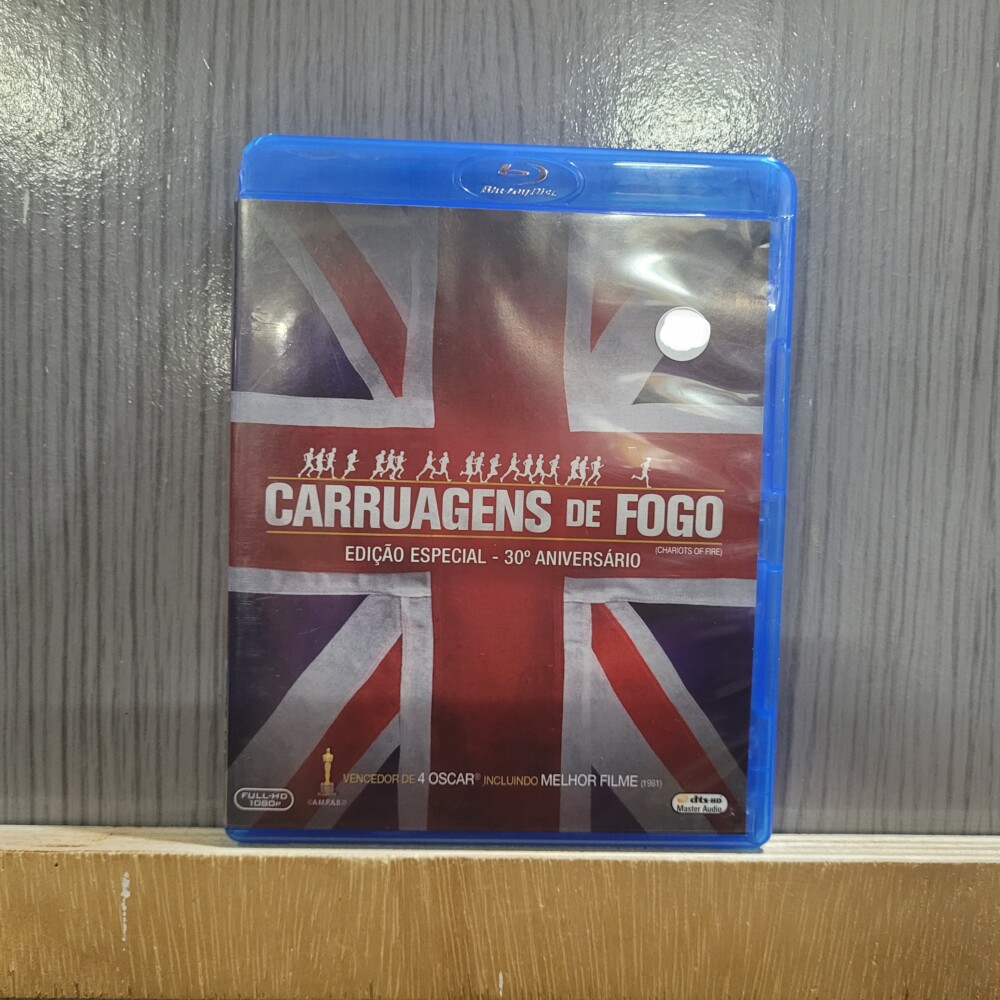 Blu-ray Disc
CARRUAGENS DE FOGO
(CHARIOTS OF FIRE)
EDIÇÃO ESPECIAL - 30º ANIVERSÁRIO
VENCEDOR DE 4 OSCAR® INCLUINDO MELHOR FILME (1981)
©A.M.P.A.S.®
FULL-HD
1080p
dts-HD
Master Audio